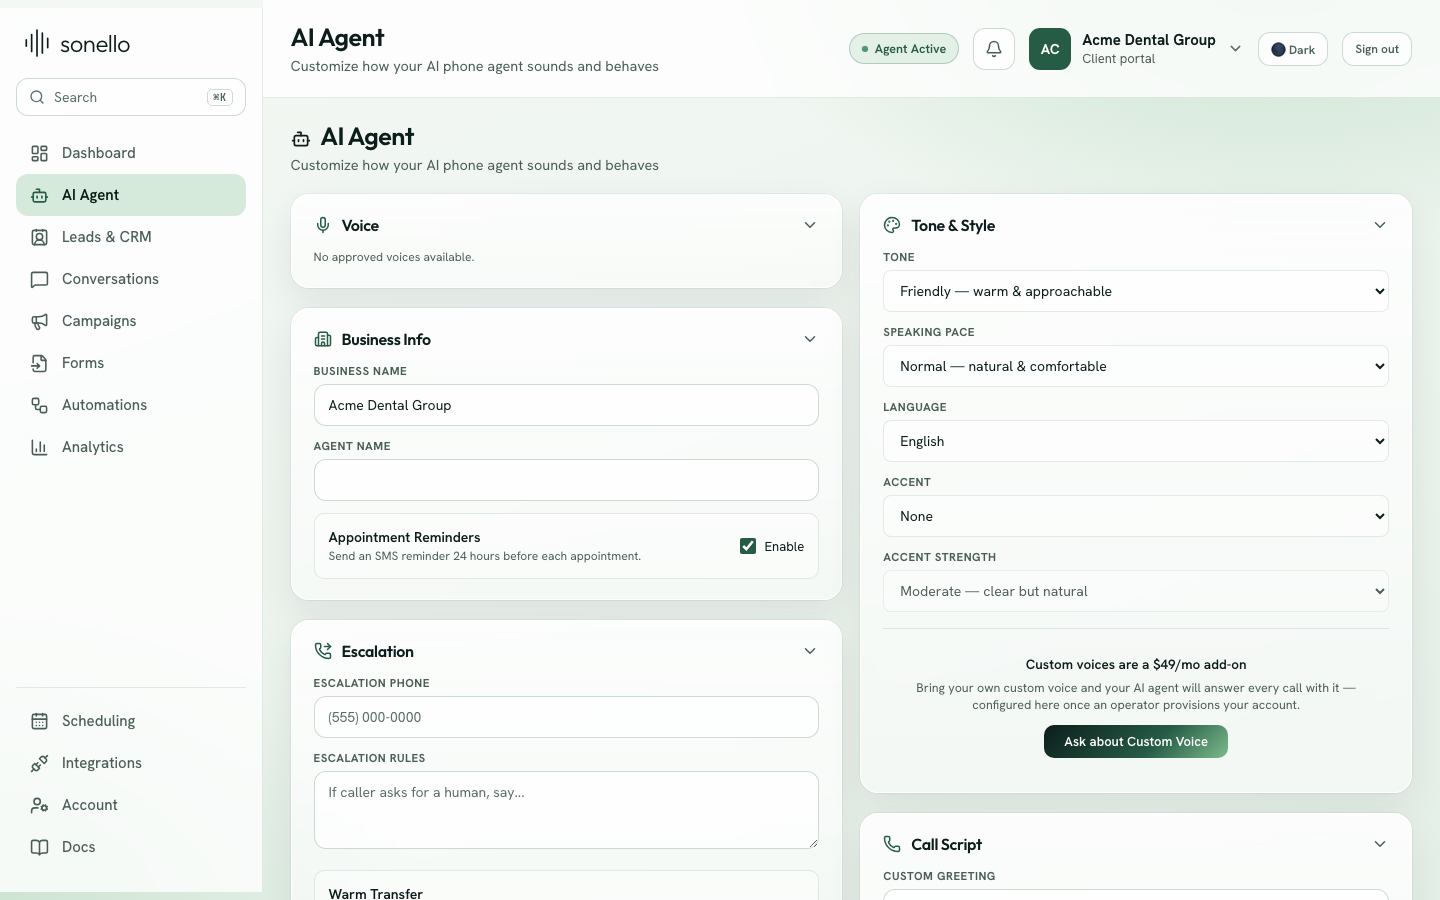 sonello
Search ⌘K
Dashboard
AI Agent
Leads & CRM
Conversations
Campaigns
Forms
Automations
Analytics
Scheduling
Integrations
Account
Docs
AI Agent
Customize how your AI phone agent sounds and behaves
Agent Active
AC
Acme Dental Group
Client portal
Dark
Sign out
AI Agent
Customize how your AI phone agent sounds and behaves
Voice
No approved voices available.
Business Info
BUSINESS NAME
Acme Dental Group
AGENT NAME
Appointment Reminders
Send an SMS reminder 24 hours before each appointment.
Enable
Escalation
ESCALATION PHONE
(555) 000-0000
ESCALATION RULES
If caller asks for a human, say...
Warm Transfer
Tone & Style
TONE
Friendly — warm & approachable
SPEAKING PACE
Normal — natural & comfortable
LANGUAGE
English
ACCENT
None
ACCENT STRENGTH
Moderate — clear but natural
Custom voices are a $49/mo add-on
Bring your own custom voice and your AI agent will answer every call with it —
configured here once an operator provisions your account.
Ask about Custom Voice
Call Script
CUSTOM GREETING